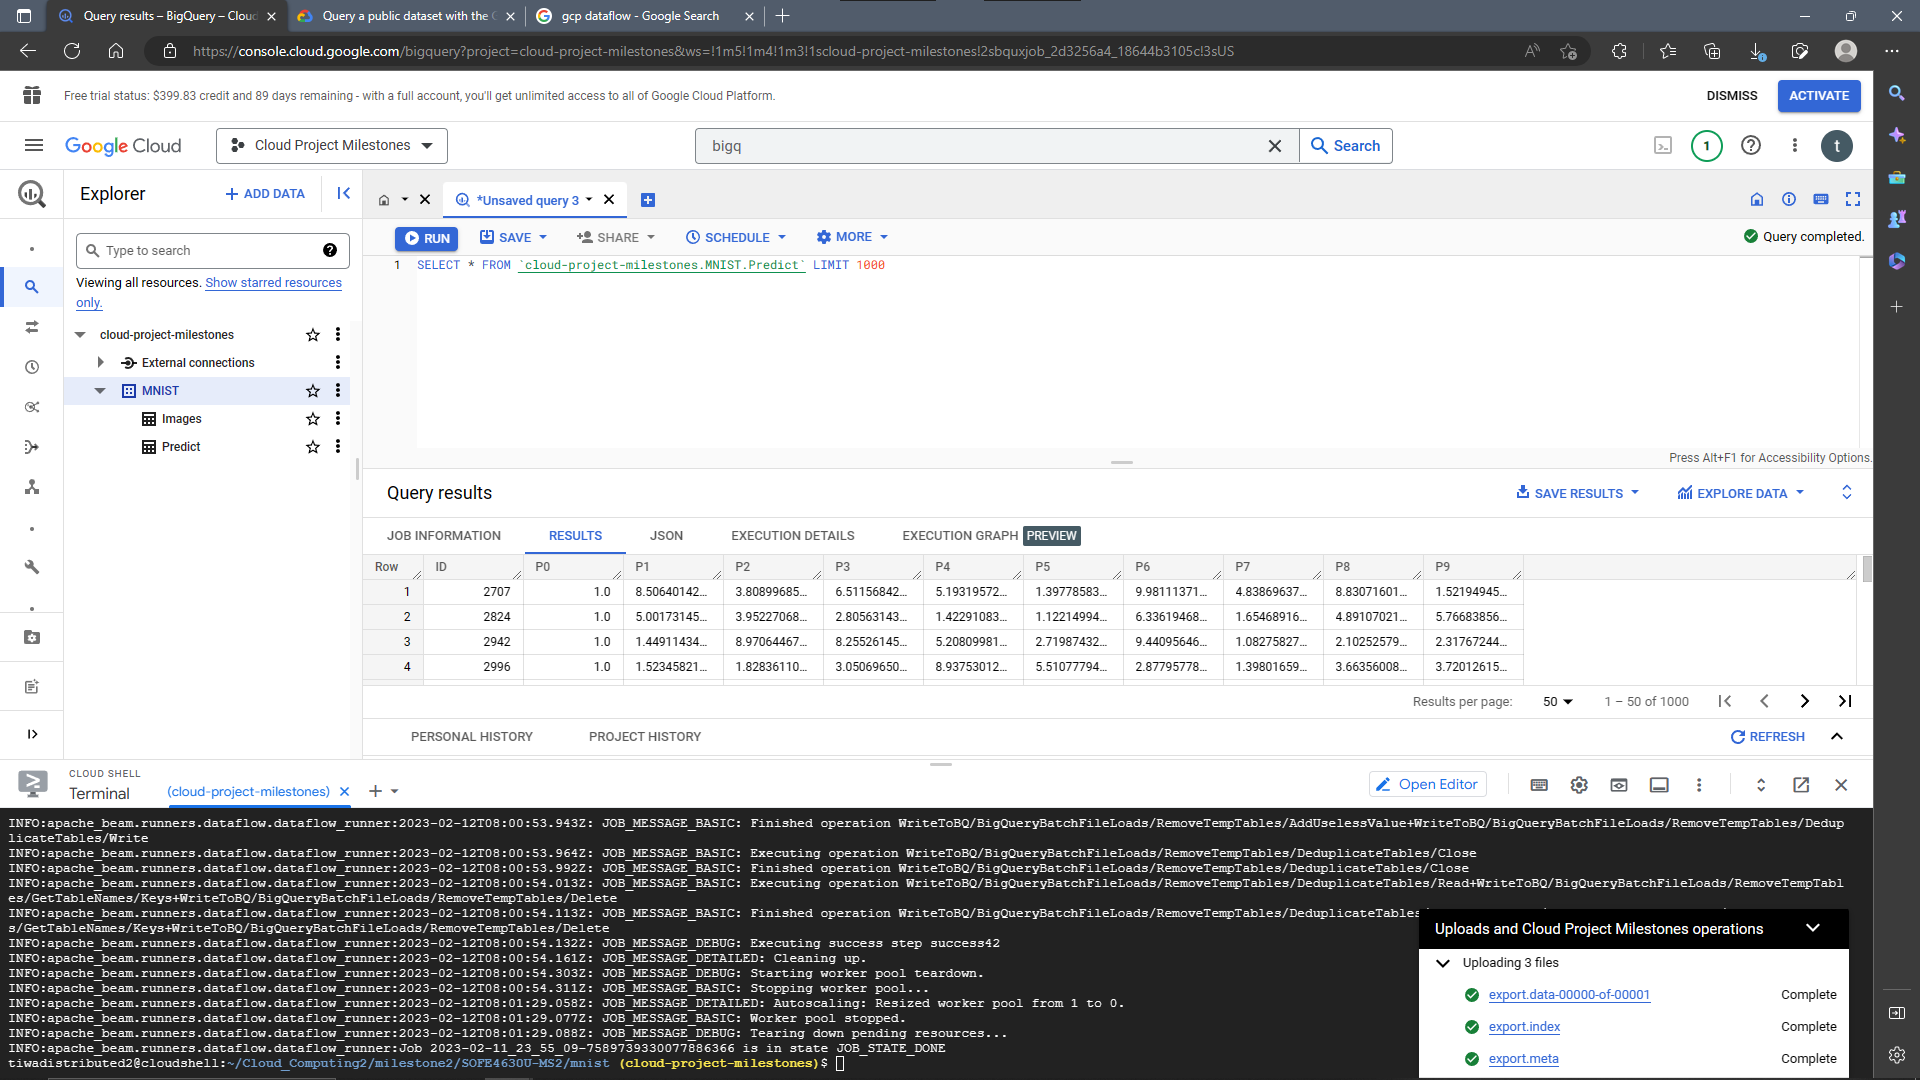 Query results – BigQuery – Cloud
Query a public dataset with the G
gcp dataflow - Google Search
https://console.cloud.google.com/bigquery?project=cloud-project-milestones&ws=!1m5!1m4!1m3!1scloud-project-milestones!2sbquxjob_2d3256a4_18644b3105c!3sUS
Free trial status: $399.83 credit and 89 days remaining - with a full account, you'll get unlimited access to all of Google Cloud Platform.
DISMISS
ACTIVATE
Google Cloud
Cloud Project Milestones
bigq
Search
1
t
Explorer
+ ADD DATA
*Unsaved query 3
RUN
SAVE
SHARE
SCHEDULE
MORE
Query completed.
Type to search
Viewing all resources. Show starred resources
only.
cloud-project-milestones
External connections
MNIST
Images
Predict
1 SELECT * FROM `cloud-project-milestones.MNIST.Predict` LIMIT 1000
Press Alt+F1 for Accessibility Options.
Query results
SAVE RESULTS
EXPLORE DATA
JOB INFORMATION
RESULTS
JSON
EXECUTION DETAILS
EXECUTION GRAPH PREVIEW
Row ID P0 P1 P2 P3 P4 P5 P6 P7 P8 P9
1 2707 1.0 8.50640142... 3.80899685... 6.51156842... 5.19319572... 1.39778583... 9.98111371... 4.83869637... 8.83071601... 1.52194945...
2 2824 1.0 5.00173145... 3.95227068... 2.80563143... 1.42291083... 1.12214994... 6.33619468... 1.65468916... 4.89107021... 5.76683856...
3 2942 1.0 1.44911434... 8.97064467... 8.25526145... 5.20809981... 2.71987432... 9.44095646... 1.08275827... 2.10252579... 2.31767244...
4 2996 1.0 1.52345821... 1.82836110... 3.05069650... 8.93753012... 5.51077794... 2.87795778... 1.39801659... 3.66356008... 3.72012615...
Results per page: 50 1 – 50 of 1000
PERSONAL HISTORY
PROJECT HISTORY
REFRESH
CLOUD SHELL
Terminal
(cloud-project-milestones)
Open Editor
INFO:apache_beam.runners.dataflow.dataflow_runner:2023-02-12T08:00:53.943Z: JOB_MESSAGE_BASIC: Finished operation WriteToBQ/BigQueryBatchFileLoads/RemoveTempTables/AddUselessValue+WriteToBQ/BigQueryBatchFileLoads/RemoveTempTables/Dedup
licateTables/Write
INFO:apache_beam.runners.dataflow.dataflow_runner:2023-02-12T08:00:53.964Z: JOB_MESSAGE_BASIC: Executing operation WriteToBQ/BigQueryBatchFileLoads/RemoveTempTables/DeduplicateTables/Close
INFO:apache_beam.runners.dataflow.dataflow_runner:2023-02-12T08:00:53.992Z: JOB_MESSAGE_BASIC: Finished operation WriteToBQ/BigQueryBatchFileLoads/RemoveTempTables/DeduplicateTables/Close
INFO:apache_beam.runners.dataflow.dataflow_runner:2023-02-12T08:00:54.013Z: JOB_MESSAGE_BASIC: Executing operation WriteToBQ/BigQueryBatchFileLoads/RemoveTempTables/DeduplicateTables/Read+WriteToBQ/BigQueryBatchFileLoads/RemoveTempTabl
es/GetTableNames/Keys+WriteToBQ/BigQueryBatchFileLoads/RemoveTempTables/Delete
INFO:apache_beam.runners.dataflow.dataflow_runner:2023-02-12T08:00:54.113Z: JOB_MESSAGE_BASIC: Finished operation WriteToBQ/BigQueryBatchFileLoads/RemoveTempTables/DeduplicateTables
s/GetTableNames/Keys+WriteToBQ/BigQueryBatchFileLoads/RemoveTempTables/Delete
INFO:apache_beam.runners.dataflow.dataflow_runner:2023-02-12T08:00:54.132Z: JOB_MESSAGE_DEBUG: Executing success step success42
INFO:apache_beam.runners.dataflow.dataflow_runner:2023-02-12T08:00:54.161Z: JOB_MESSAGE_DETAILED: Cleaning up.
INFO:apache_beam.runners.dataflow.dataflow_runner:2023-02-12T08:00:54.303Z: JOB_MESSAGE_DEBUG: Starting worker pool teardown.
INFO:apache_beam.runners.dataflow.dataflow_runner:2023-02-12T08:00:54.311Z: JOB_MESSAGE_BASIC: Stopping worker pool...
INFO:apache_beam.runners.dataflow.dataflow_runner:2023-02-12T08:01:29.058Z: JOB_MESSAGE_DETAILED: Autoscaling: Resized worker pool from 1 to 0.
INFO:apache_beam.runners.dataflow.dataflow_runner:2023-02-12T08:01:29.077Z: JOB_MESSAGE_BASIC: Worker pool stopped.
INFO:apache_beam.runners.dataflow.dataflow_runner:2023-02-12T08:01:29.088Z: JOB_MESSAGE_DEBUG: Tearing down pending resources...
INFO:apache_beam.runners.dataflow.dataflow_runner:Job 2023-02-11_23_55_09-7589739330077886366 is in state JOB_STATE_DONE
tiwadistributed2@cloudshell:~/Cloud_Computing2/milestone2/SOFE4630U-MS2/mnist (cloud-project-milestones)$
Uploads and Cloud Project Milestones operations
Uploading 3 files
export.data-00000-of-00001 Complete
export.index Complete
export.meta Complete